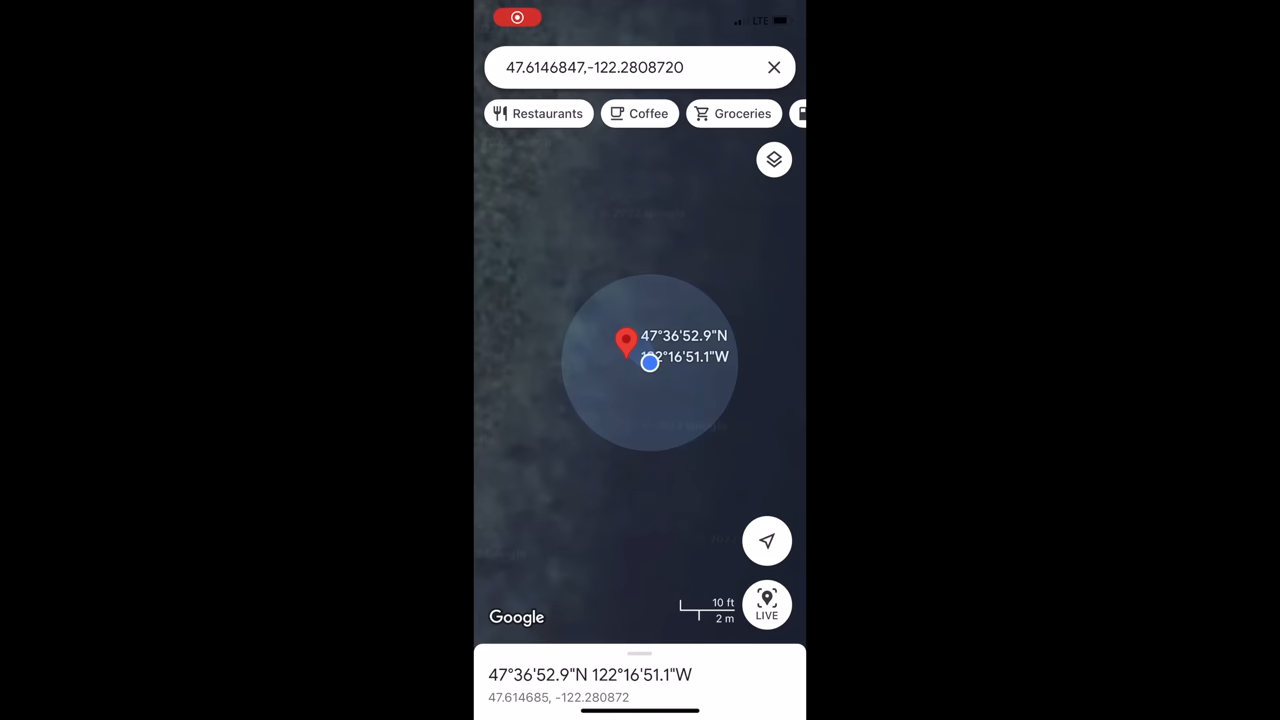 LTE
47.6146847,-122.2808720
Restaurants
Coffee
Groceries
47°36'52.9"N
122°16'51.1"W
10 ft
2 m
LIVE
Google
47°36'52.9"N 122°16'51.1"W
47.614685, -122.280872